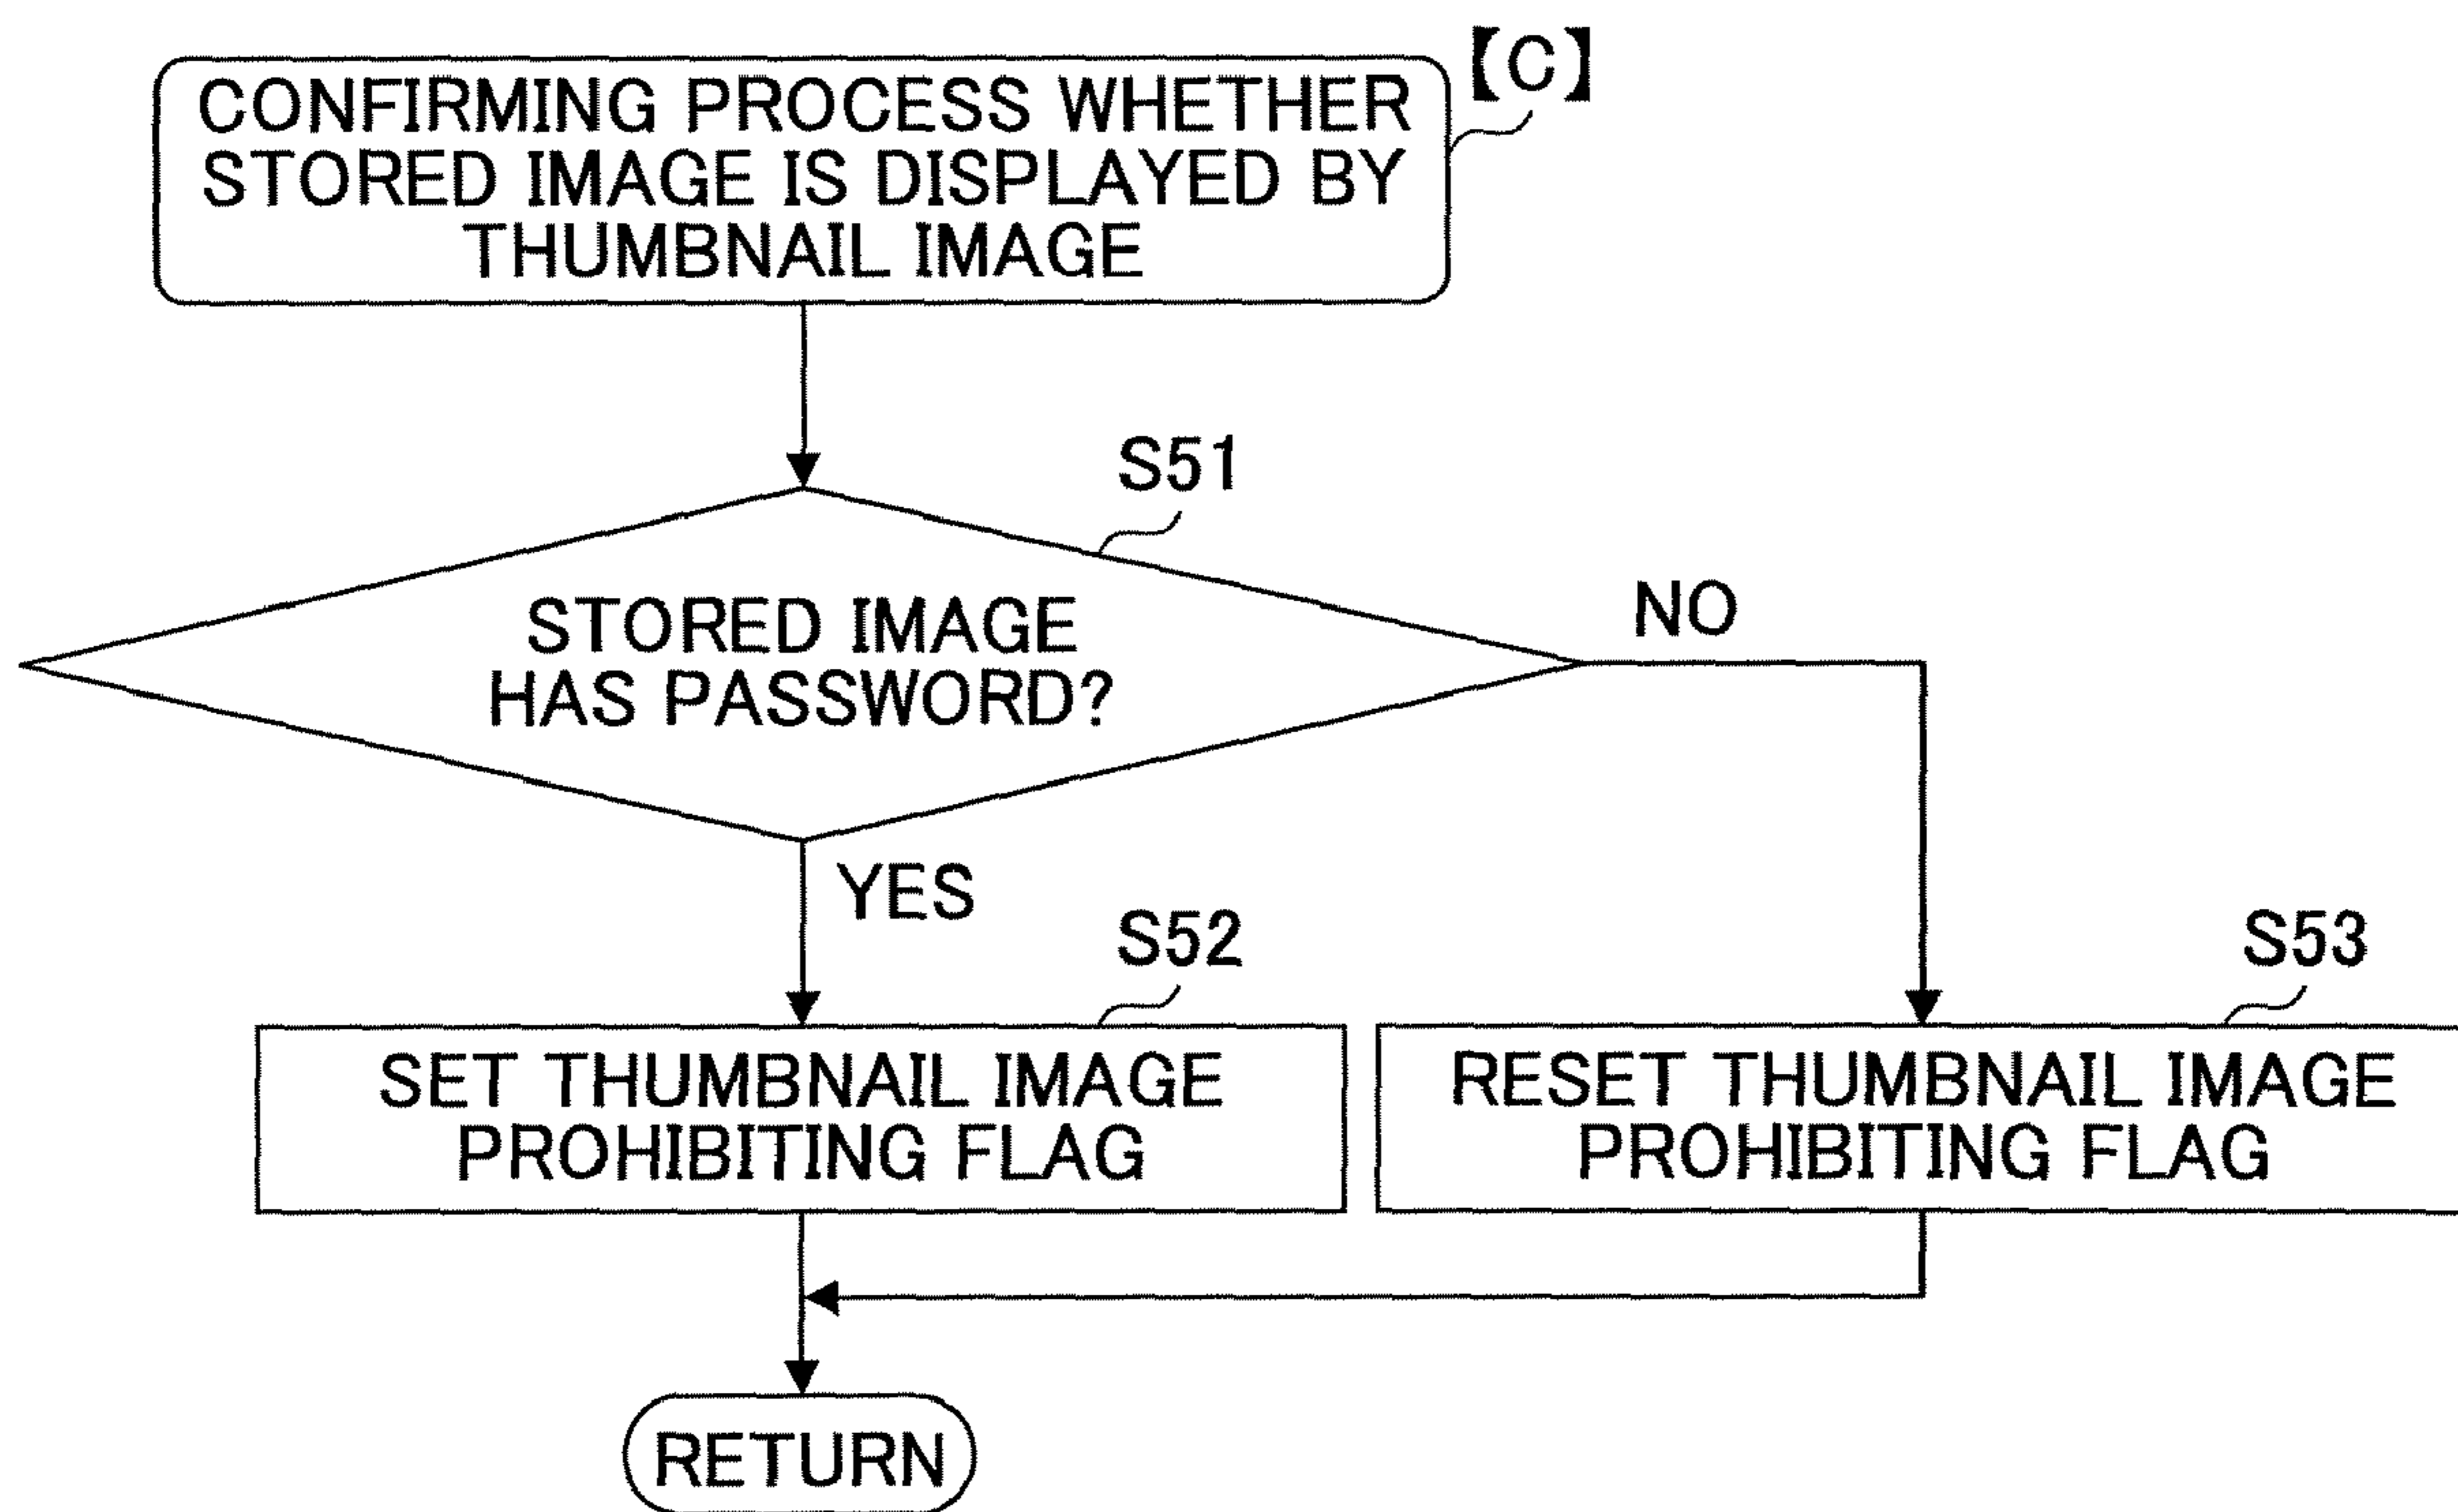 【C】
CONFIRMING PROCESS WHETHER
STORED IMAGE IS DISPLAYED BY
THUMBNAIL IMAGE
S51
STORED IMAGE
HAS PASSWORD?
NO
YES
S52
SET THUMBNAIL IMAGE
PROHIBITING FLAG
S53
RESET THUMBNAIL IMAGE
PROHIBITING FLAG
RETURN